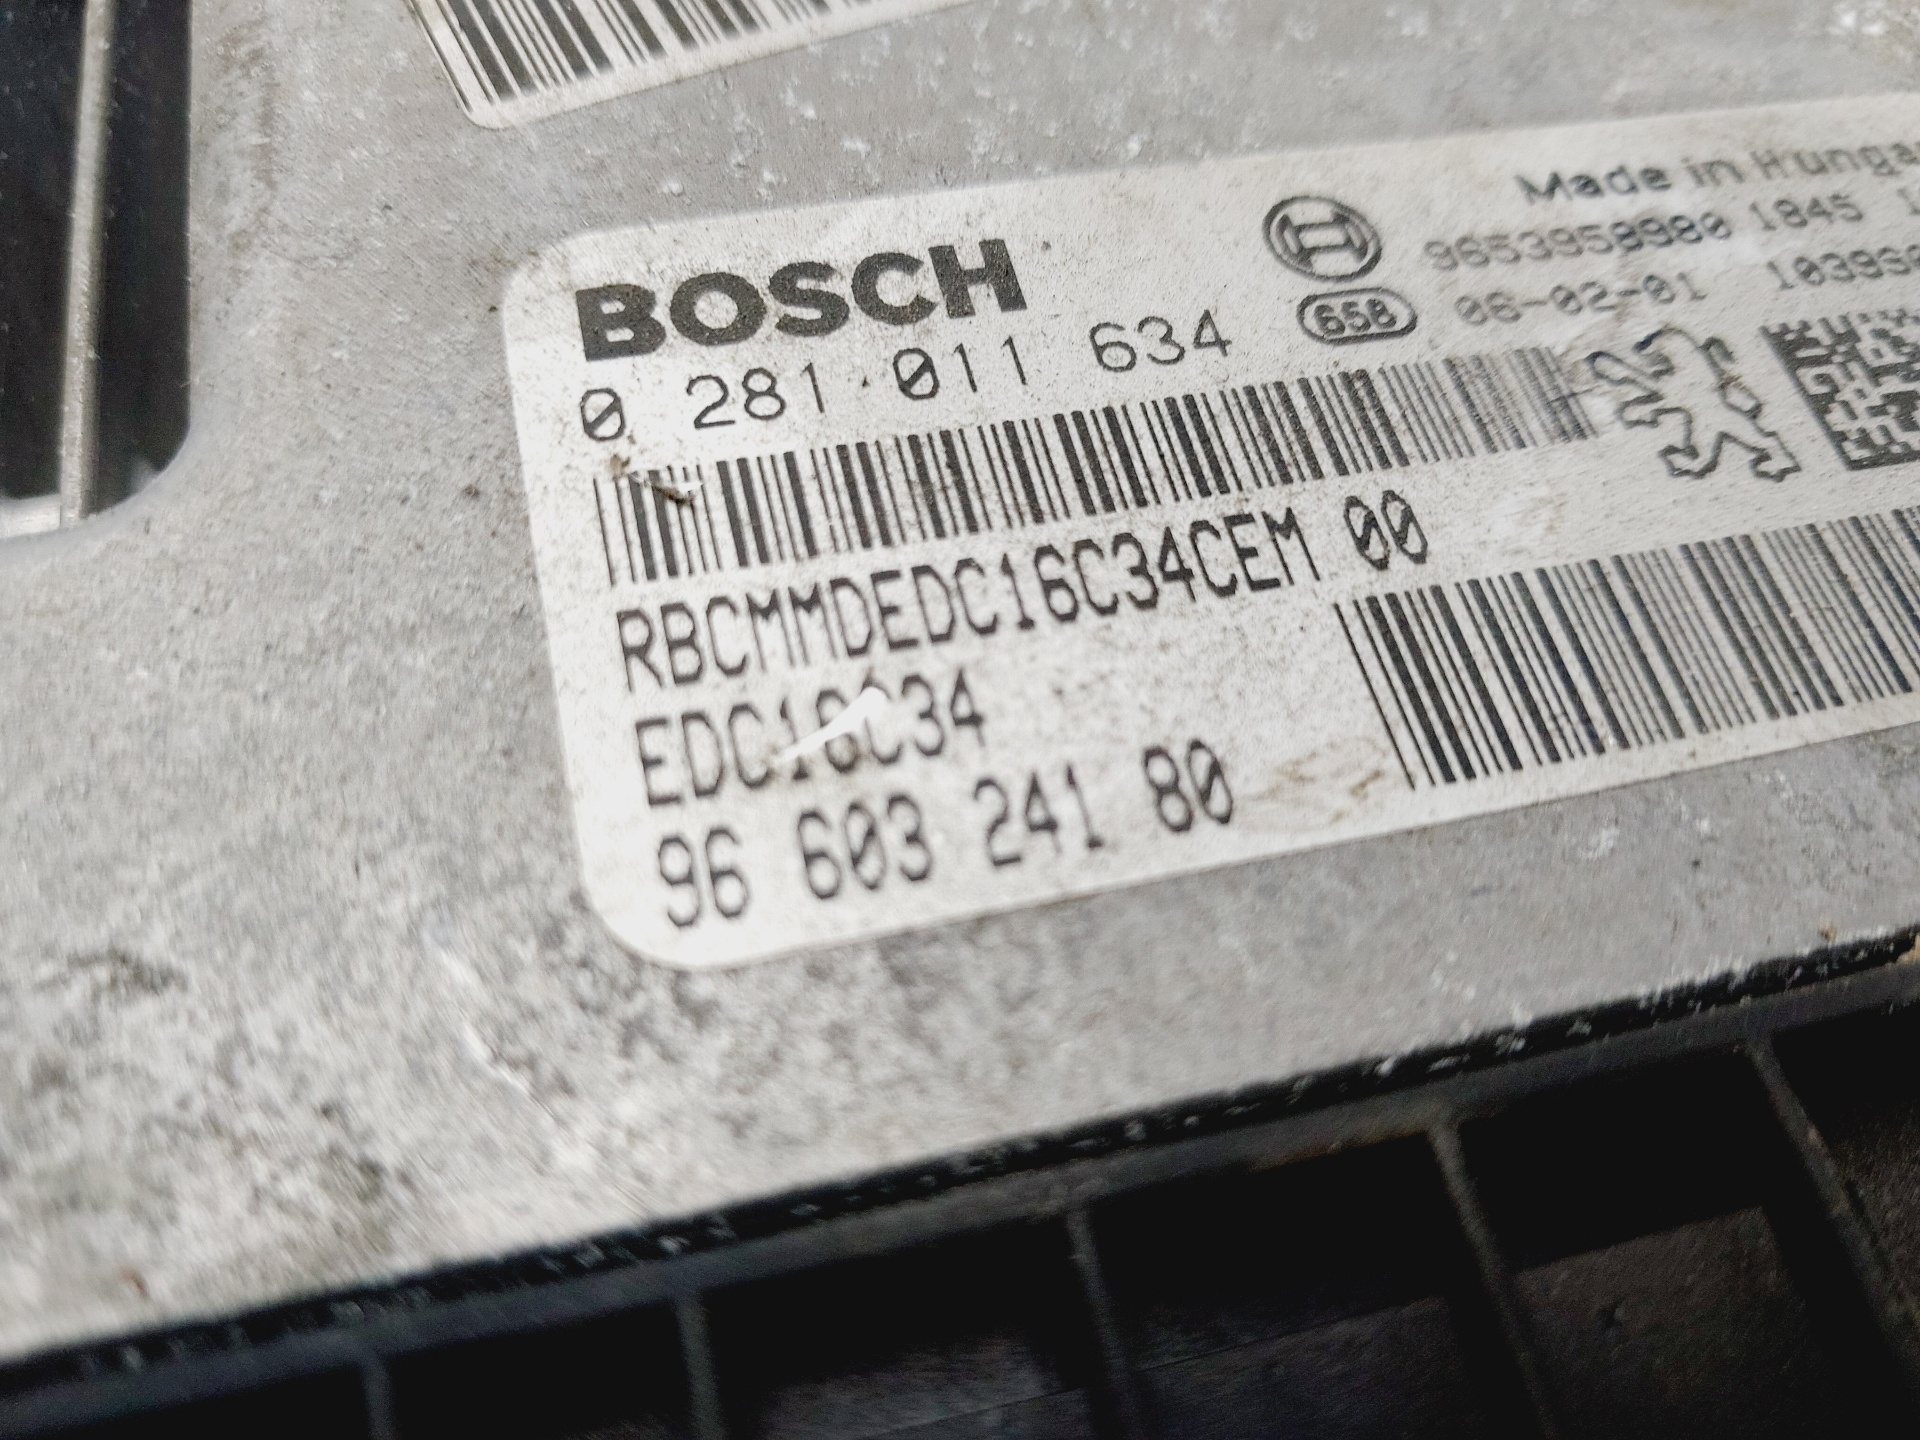 BOSCH
0 281 011 634
Made in
9653958980 1845
658
06-02-01
RBCMMDEDC16C34CEM 00
EDC16C34
96 603 241 80